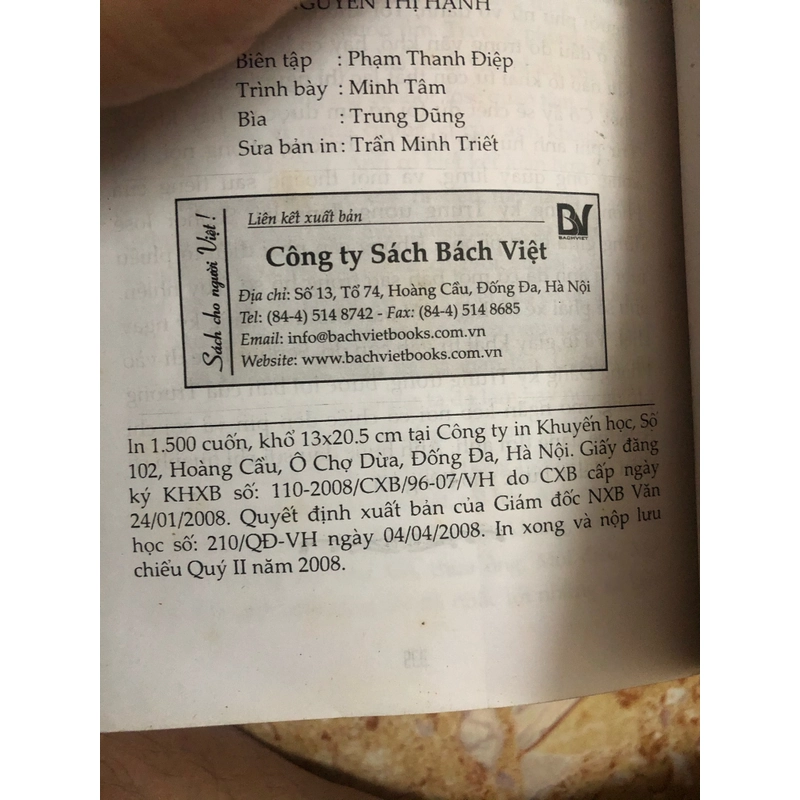 NGUYỄN THỊ HẠNH
Biên tập : Phạm Thanh Điệp
Trình bày : Minh Tâm
Bìa : Trung Dũng
Sửa bản in : Trần Minh Triết
Sách cho người Việt!
Liên kết xuất bản
BV
BACHVIET
Công ty Sách Bách Việt
Địa chỉ: Số 13, Tổ 74, Hoàng Cầu, Đống Đa, Hà Nội
Tel: (84-4) 514 8742 - Fax: (84-4) 514 8685
Email: info@bachvietbooks.com.vn
Website: www.bachvietbooks.com.vn
In 1.500 cuốn, khổ 13x20.5 cm tại Công ty in Khuyến học, Số
102, Hoàng Cầu, Ô Chợ Dừa, Đống Đa, Hà Nội. Giấy đăng
ký KHXB số: 110-2008/CXB/96-07/VH do CXB cấp ngày
24/01/2008. Quyết định xuất bản của Giám đốc NXB Văn
học số: 210/QĐ-VH ngày 04/04/2008. In xong và nộp lưu
chiểu Quý II năm 2008.